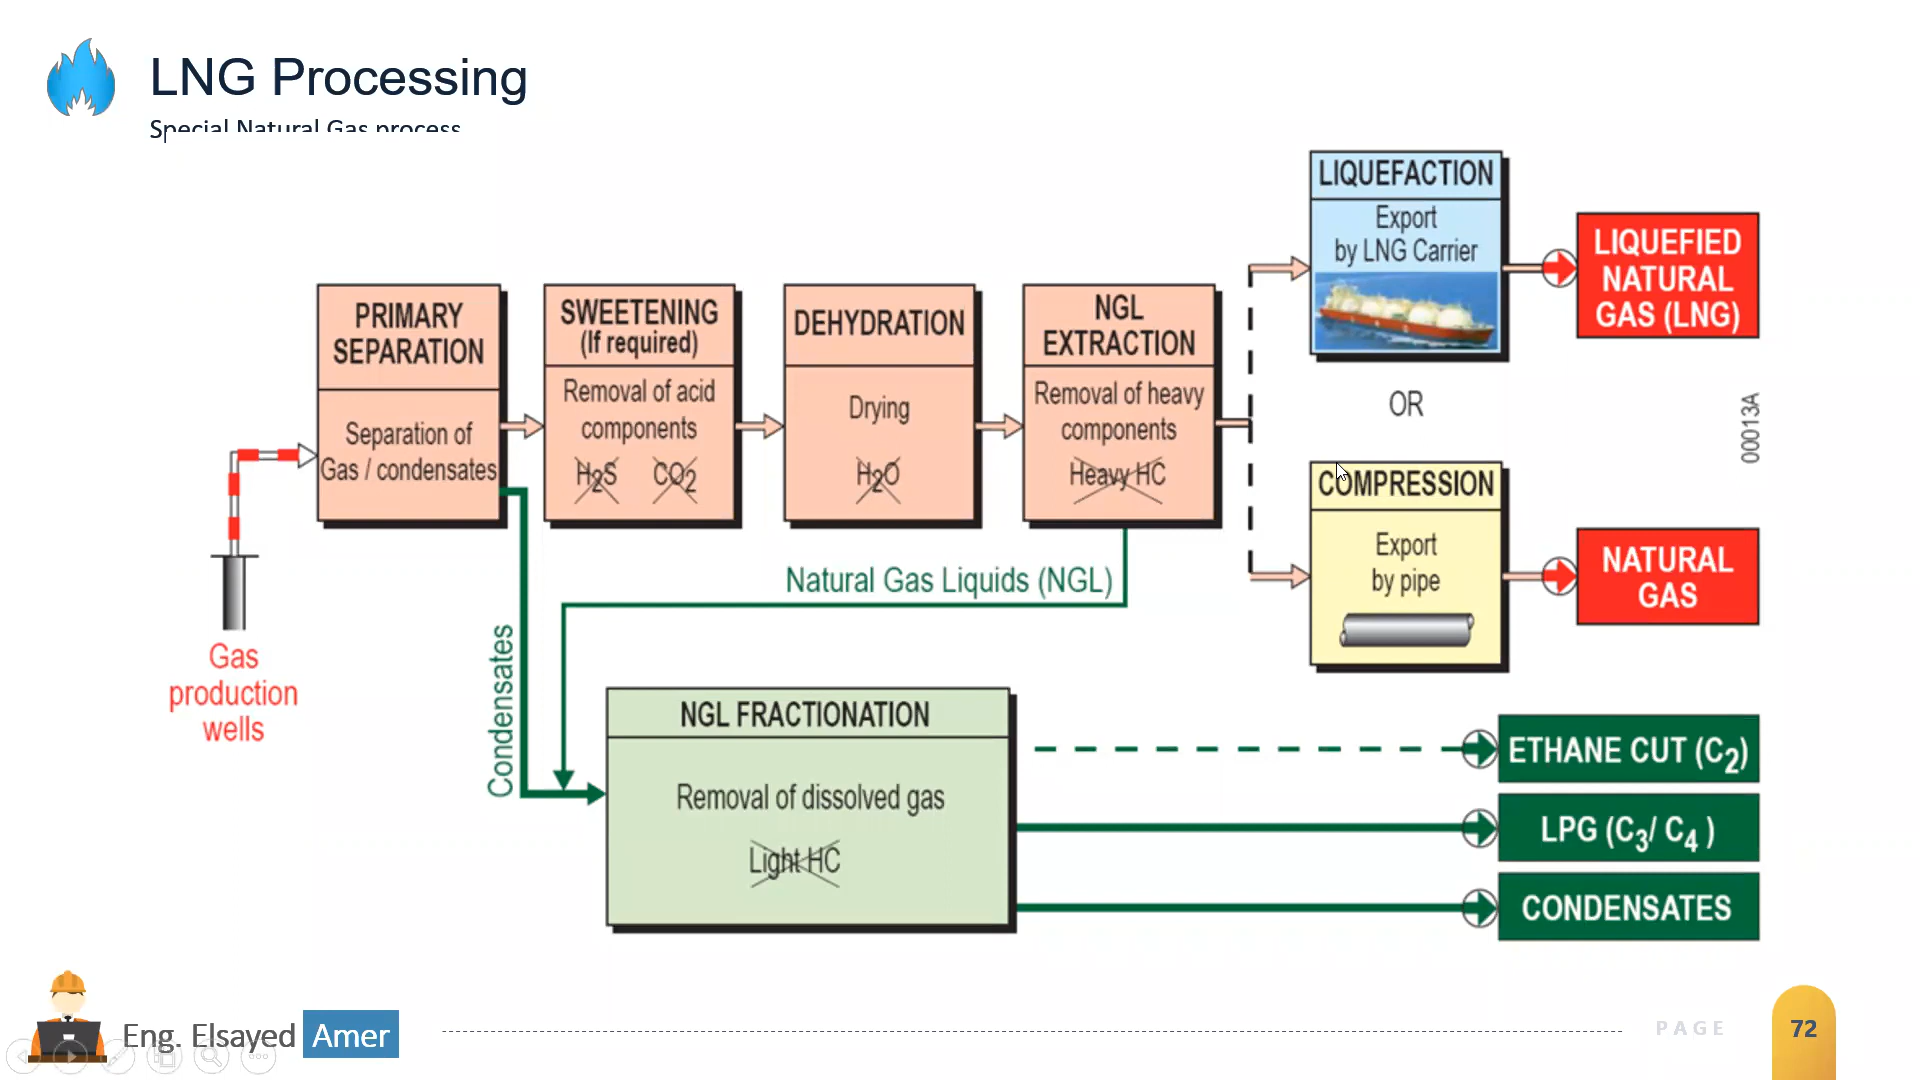 LNG Processing
Special Natural Gas process
PRIMARY
SEPARATION
Separation of
Gas / condensates
SWEETENING
(If required)
Removal of acid
components
H2S CO2
DEHYDRATION
Drying
H2O
NGL
EXTRACTION
Removal of heavy
components
Heavy HC
LIQUEFACTION
Export
by LNG Carrier
LIQUEFIED
NATURAL
GAS (LNG)
OR
00013A
COMPRESSION
Export
by pipe
NATURAL
GAS
Gas
production
wells
Condensates
Natural Gas Liquids (NGL)
NGL FRACTIONATION
Removal of dissolved gas
Light HC
ETHANE CUT (C2)
LPG (C3/ C4 )
CONDENSATES
Eng. Elsayed Amer
PAGE
72